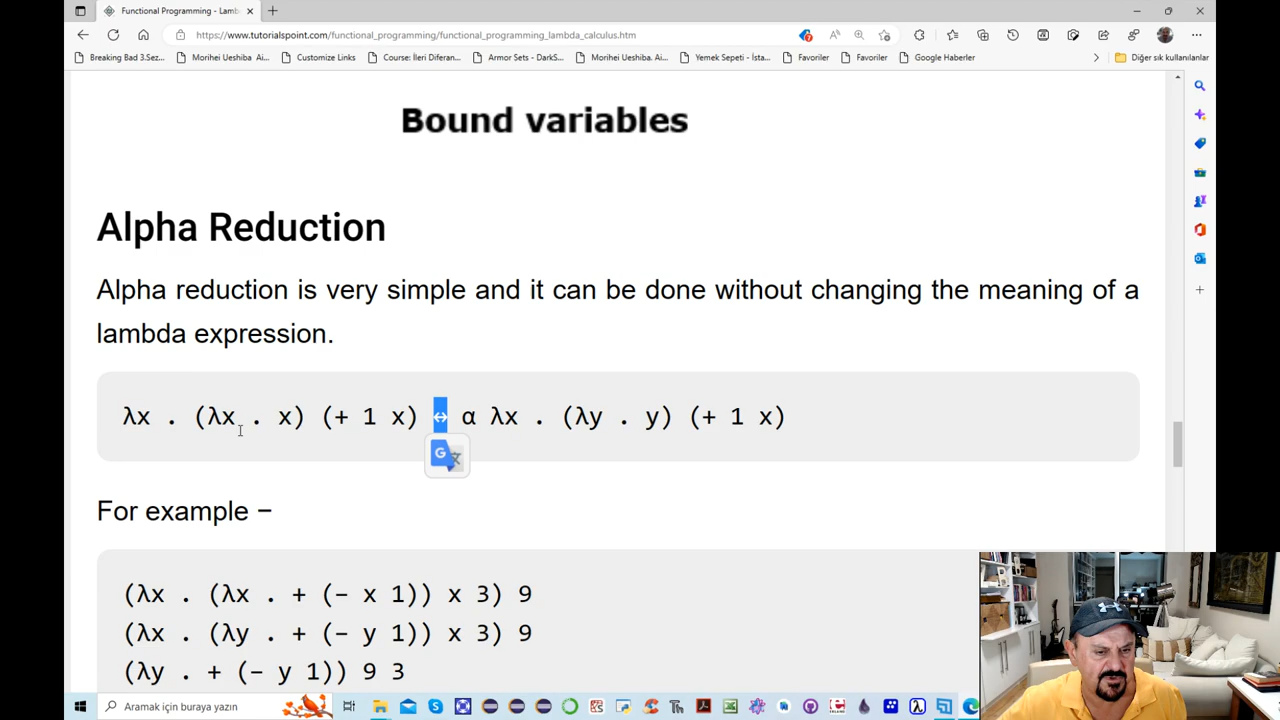 Functional Programming - Lamb
https://www.tutorialspoint.com/functional_programming/functional_programming_lambda_calculus.htm
Breaking Bad 3.Sez... Morihei Ueshiba Ai... Customize Links Course: İleri Diferan... Armor Sets - DarkS... Morihei Ueshiba. Ai... Yemek Sepeti - İsta... Favoriler Favoriler Google Haberler Diğer sık kullanılanlar
Bound variables
Alpha Reduction
Alpha reduction is very simple and it can be done without changing the meaning of a
lambda expression.
λx . (λx . x) (+ 1 x) ↔ α λx . (λy . y) (+ 1 x)
For example −
(λx . (λx . + (− x 1)) x 3) 9
(λx . (λy . + (− y 1)) x 3) 9
(λy . + (− y 1)) 9 3
Aramak için buraya yazın